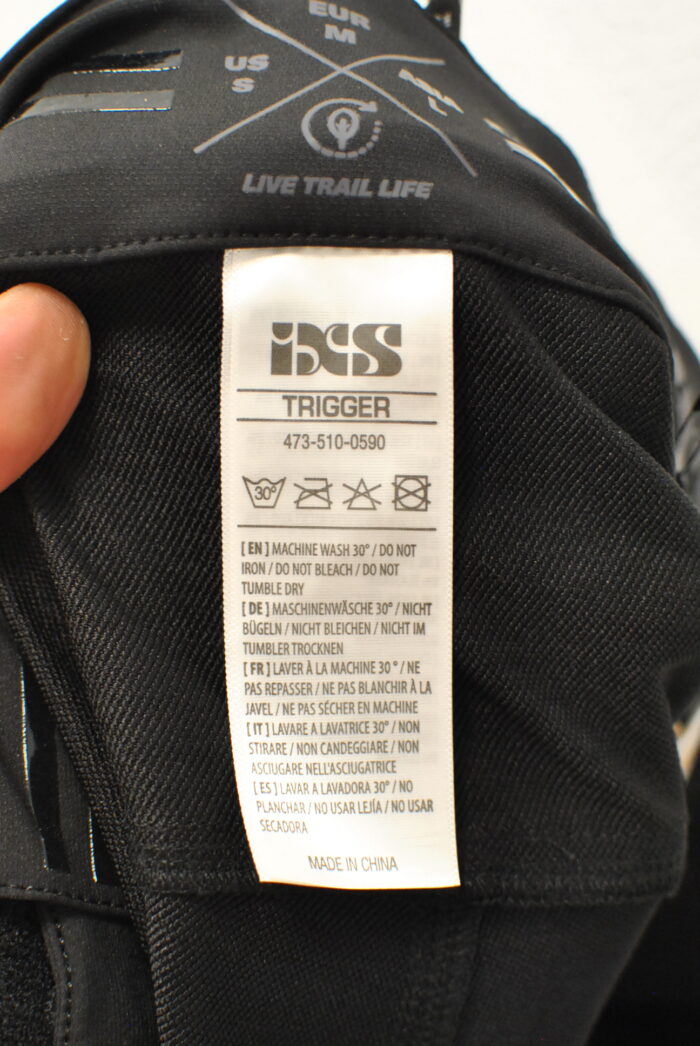 EUR
M
US
S
ASIA
L
LIVE TRAIL LIFE
iXS
TRIGGER
473-510-0590
30°
[EN] MACHINE WASH 30° / DO NOT
IRON / DO NOT BLEACH / DO NOT
TUMBLE DRY
[DE] MASCHINENWÄSCHE 30° / NICHT
BÜGELN / NICHT BLEICHEN / NICHT IM
TUMBLER TROCKNEN
[FR] LAVER À LA MACHINE 30 ° / NE
PAS REPASSER / NE PAS BLANCHIR À LA
JAVEL / NE PAS SÉCHER EN MACHINE
[IT] LAVARE A LAVATRICE 30° / NON
STIRARE / NON CANDEGGIARE / NON
ASCIUGARE NELL'ASCIUGATRICE
[ES] LAVAR A LAVADORA 30° / NO
PLANCHAR / NO USAR LEJÍA / NO USAR
SECADORA
MADE IN CHINA